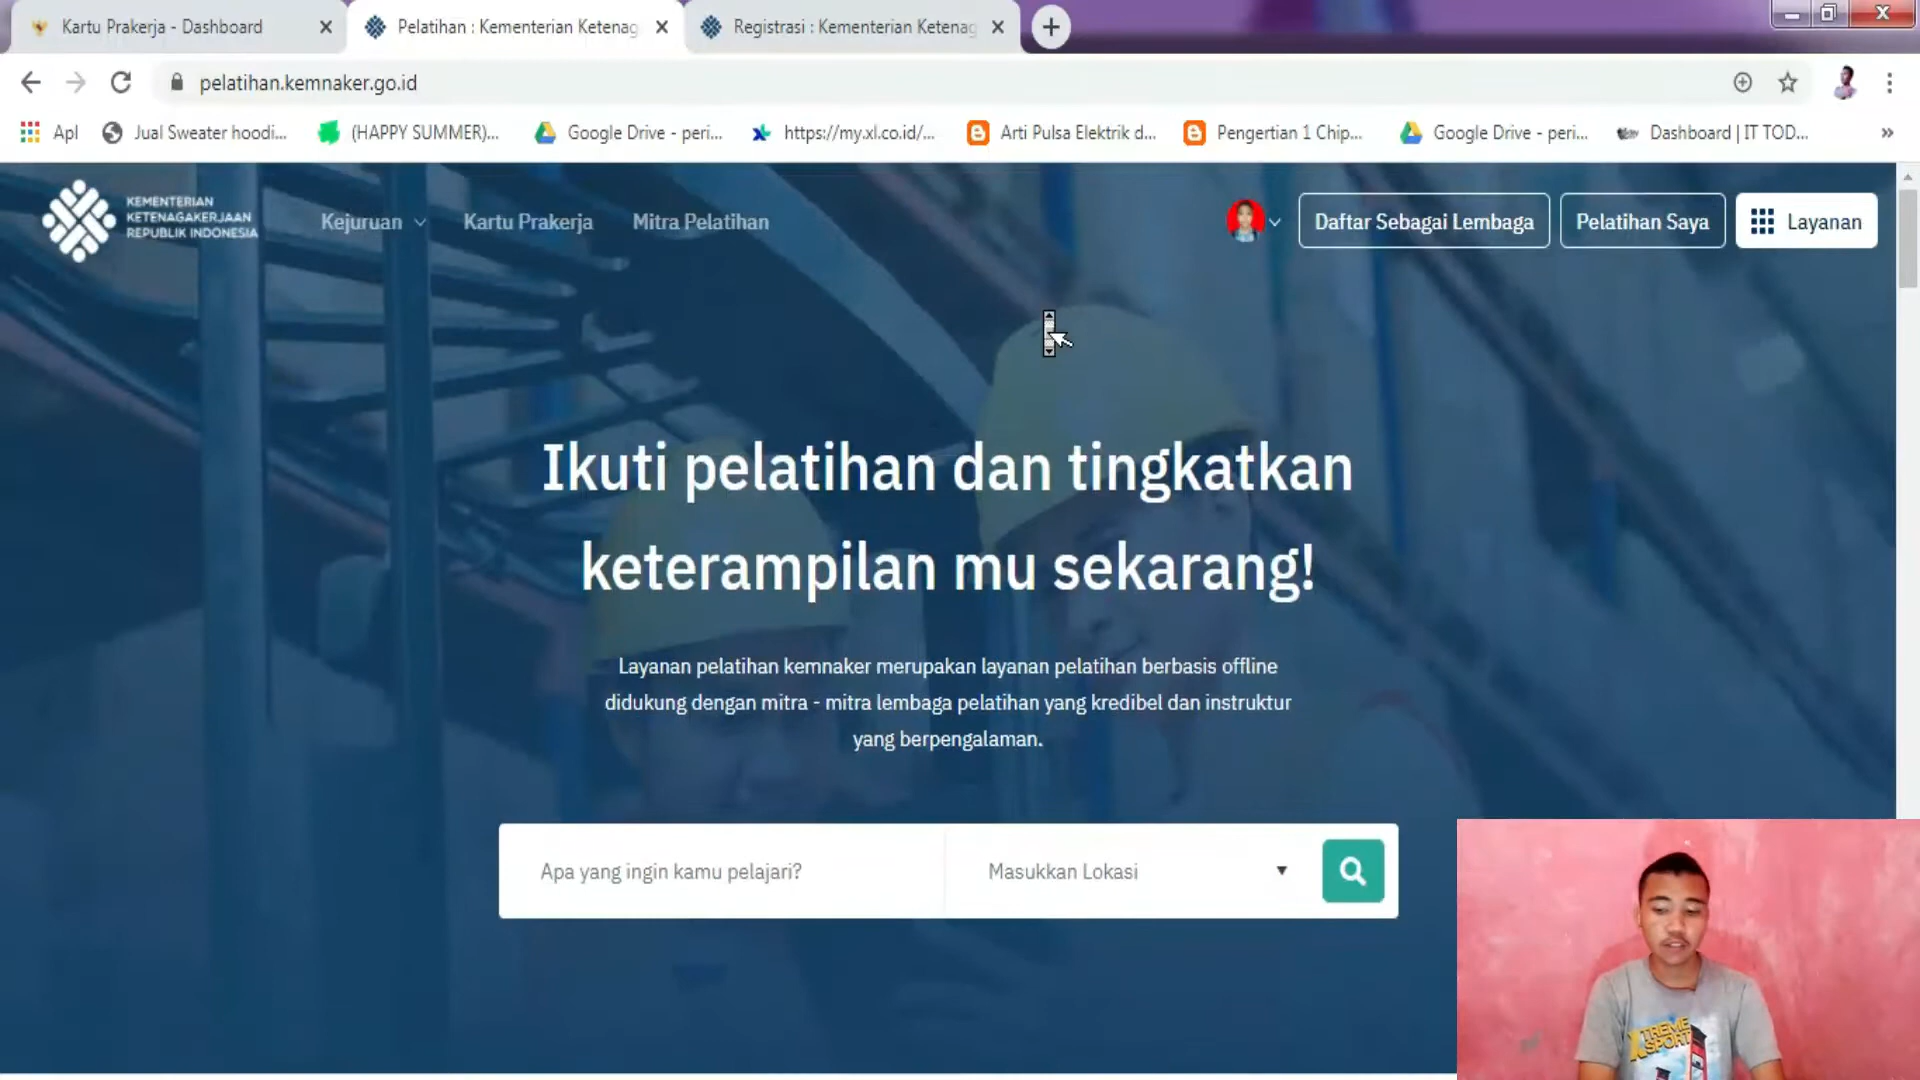 Kartu Prakerja - Dashboard
Pelatihan : Kementerian Ketenag
Registrasi : Kementerian Ketenag
pelatihan.kemnaker.go.id
Apl
Jual Sweater hoodi...
(HAPPY SUMMER)...
Google Drive - peri...
https://my.xl.co.id/...
Arti Pulsa Elektrik d...
Pengertian 1 Chip...
Google Drive - peri...
Dashboard | IT TOD...
KEMENTERIAN
KETENAGAKERJAAN
REPUBLIK INDONESIA
Kejuruan
Kartu Prakerja
Mitra Pelatihan
Daftar Sebagai Lembaga
Pelatihan Saya
Layanan
Ikuti pelatihan dan tingkatkan
keterampilan mu sekarang!
Layanan pelatihan kemnaker merupakan layanan pelatihan berbasis offline
didukung dengan mitra - mitra lembaga pelatihan yang kredibel dan instruktur
yang berpengalaman.
Apa yang ingin kamu pelajari?
Masukkan Lokasi
XTREME
SPORT